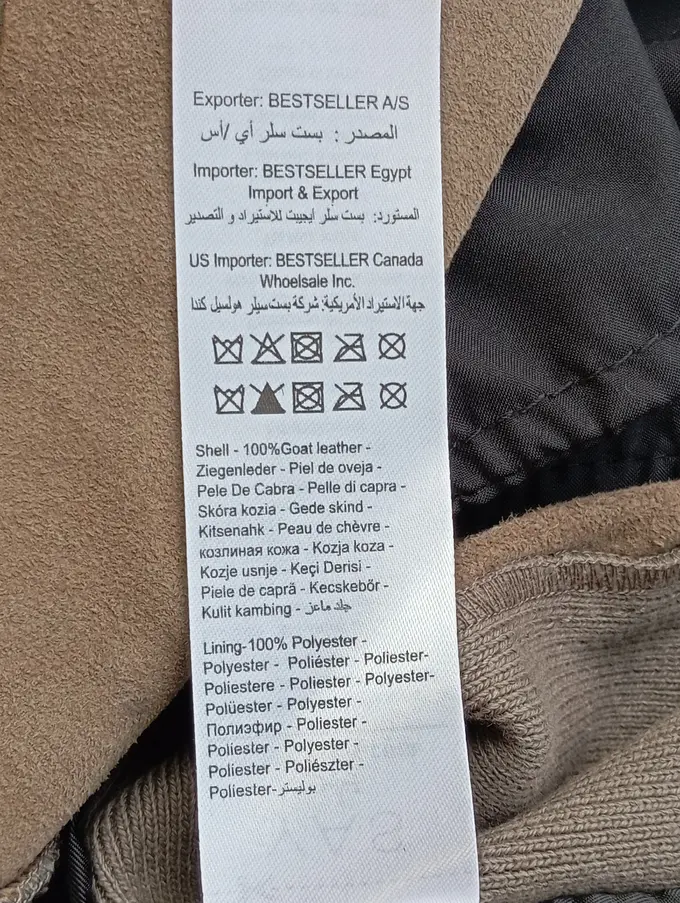 Exporter: BESTSELLER A/S
المصدر : بست سلر أي /أس
Importer: BESTSELLER Egypt
Import & Export
المستورد: بست سلر ايجيبت للاستيراد و التصدير
US Importer: BESTSELLER Canada
Whoelsale Inc.
جهة الاستيراد الأمريكية: شركة بست سيلر هولسيل كندا
Shell - 100%Goat leather -
Ziegenleder - Piel de oveja -
Pele De Cabra - Pelle di capra -
Skóra kozia - Gede skind -
Kitsenahk - Peau de chèvre -
козлиная кожа - Kozja koza -
Kozje usnje - Keçi Derisi -
Piele de capră - Kecskebőr -
Kulit kambing - جلد ماعز
Lining-100% Polyester -
Polyester - Poliéster - Poliester-
Poliestere - Poliester - Polyester-
Polüester - Polyester -
Полиэфир - Poliester -
Poliester - Polyester -
Poliester - Poliészter -
Poliester-بوليستر